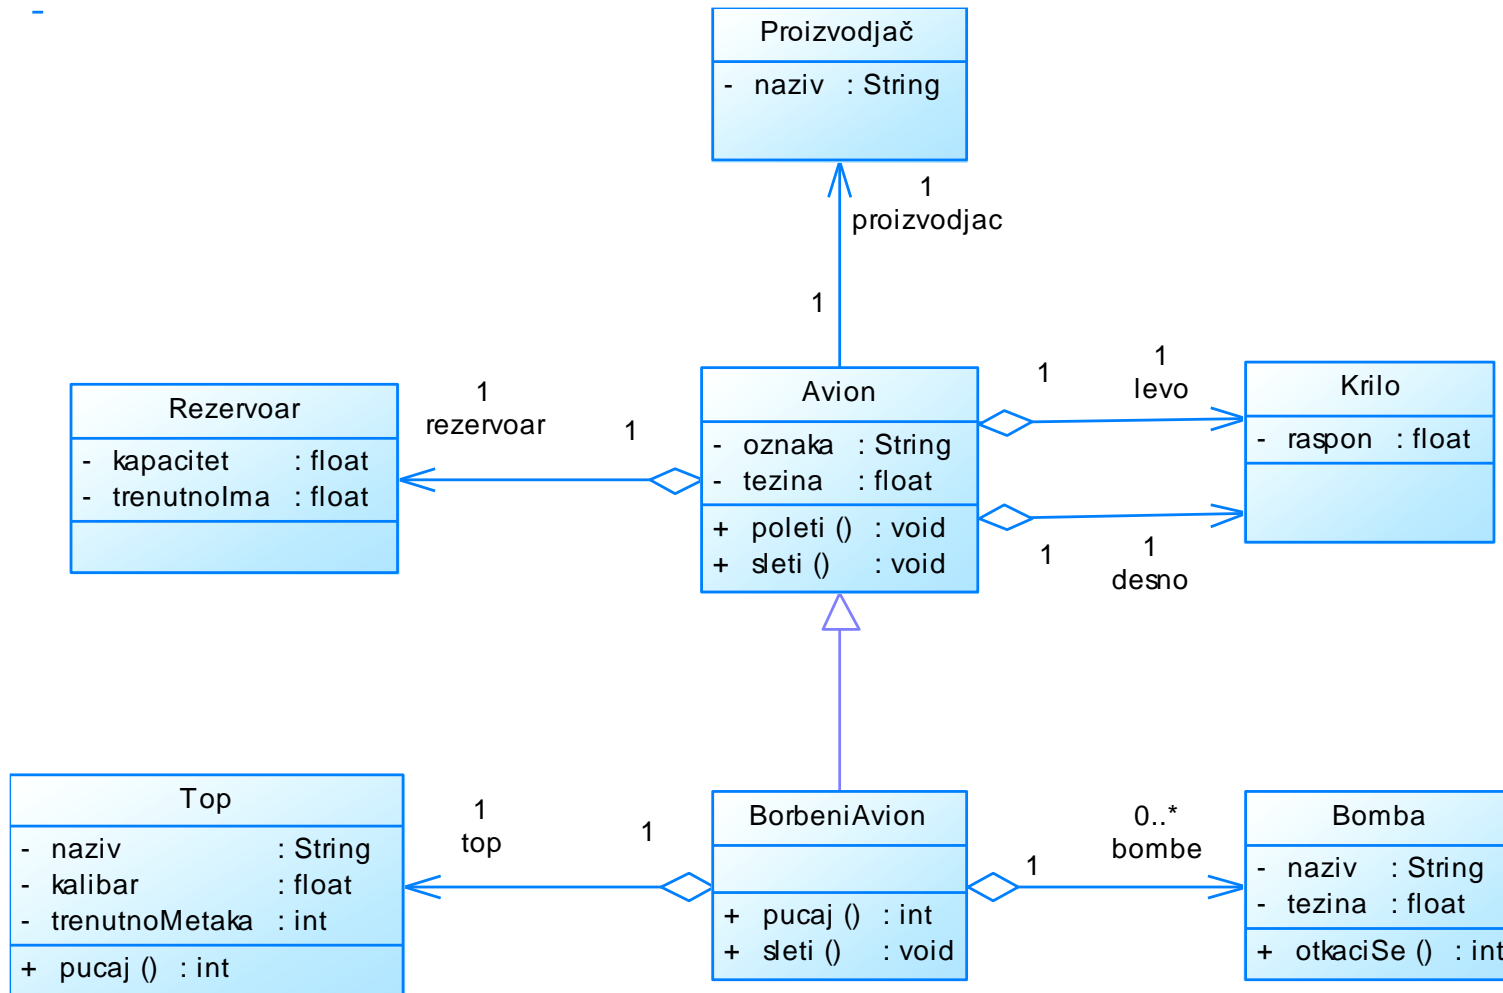 Proizvodjač
- naziv : String
1
proizvodjac
1
Rezervoar
- kapacitet : float
- trenutnoIma : float
1
rezervoar
1
Avion
- oznaka : String
- tezina : float
+ poleti () : void
+ sleti () : void
1
1
levo
1
1
desno
Krilo
- raspon : float
Top
- naziv : String
- kalibar : float
- trenutnoMetaka : int
+ pucaj () : int
1
top
1
BorbeniAvion
+ pucaj () : int
+ sleti () : void
1
0..*
bombe
Bomba
- naziv : String
- tezina : float
+ otkaciSe () : int